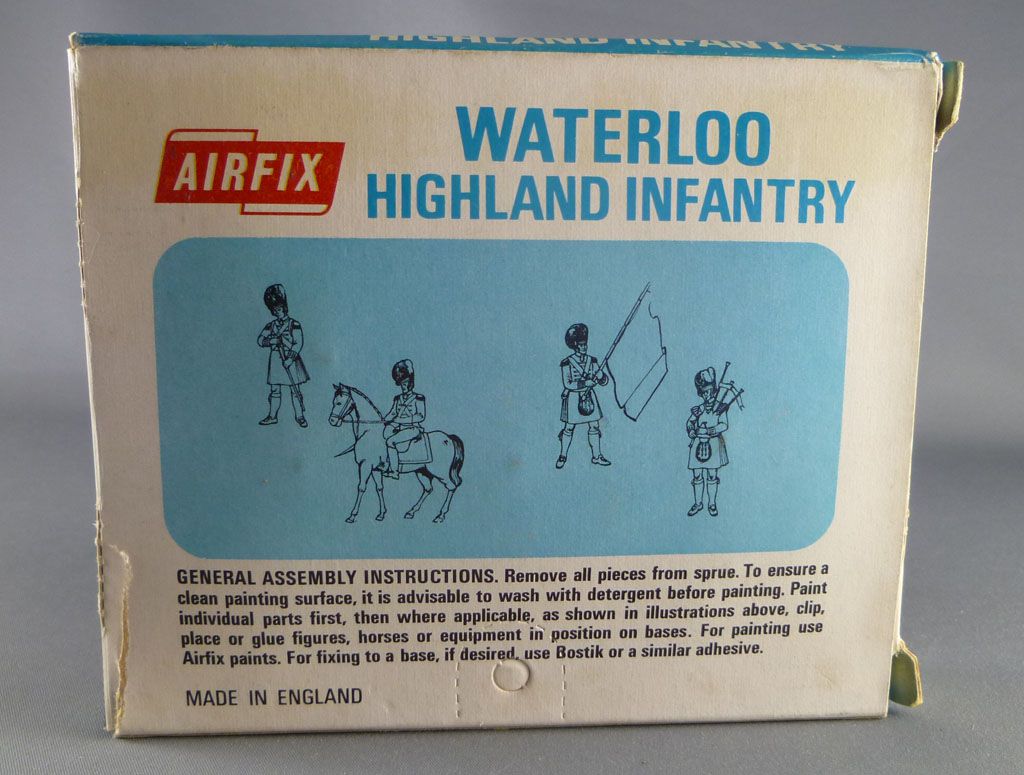 HIGHLAND INFANTRY
AIRFIX
WATERLOO
HIGHLAND INFANTRY
GENERAL ASSEMBLY INSTRUCTIONS. Remove all pieces from sprue. To ensure a
clean painting surface, it is advisable to wash with detergent before painting. Paint
individual parts first, then where applicable, as shown in illustrations above, clip,
place or glue figures, horses or equipment in position on bases. For painting use
Airfix paints. For fixing to a base, if desired, use Bostik or a similar adhesive.
MADE IN ENGLAND